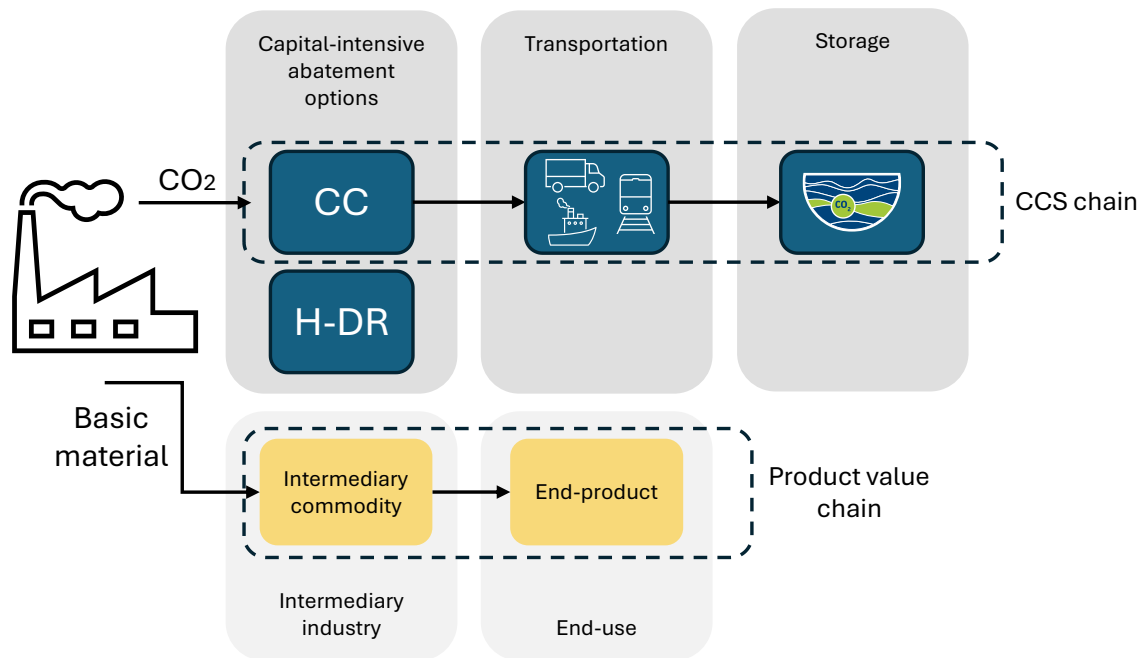 Capital-intensive
abatement
options
Transportation
Storage
CO2
CC
CO2
CCS chain
H-DR
Basic
material
Intermediary
commodity
End-product
Product value
chain
Intermediary
industry
End-use